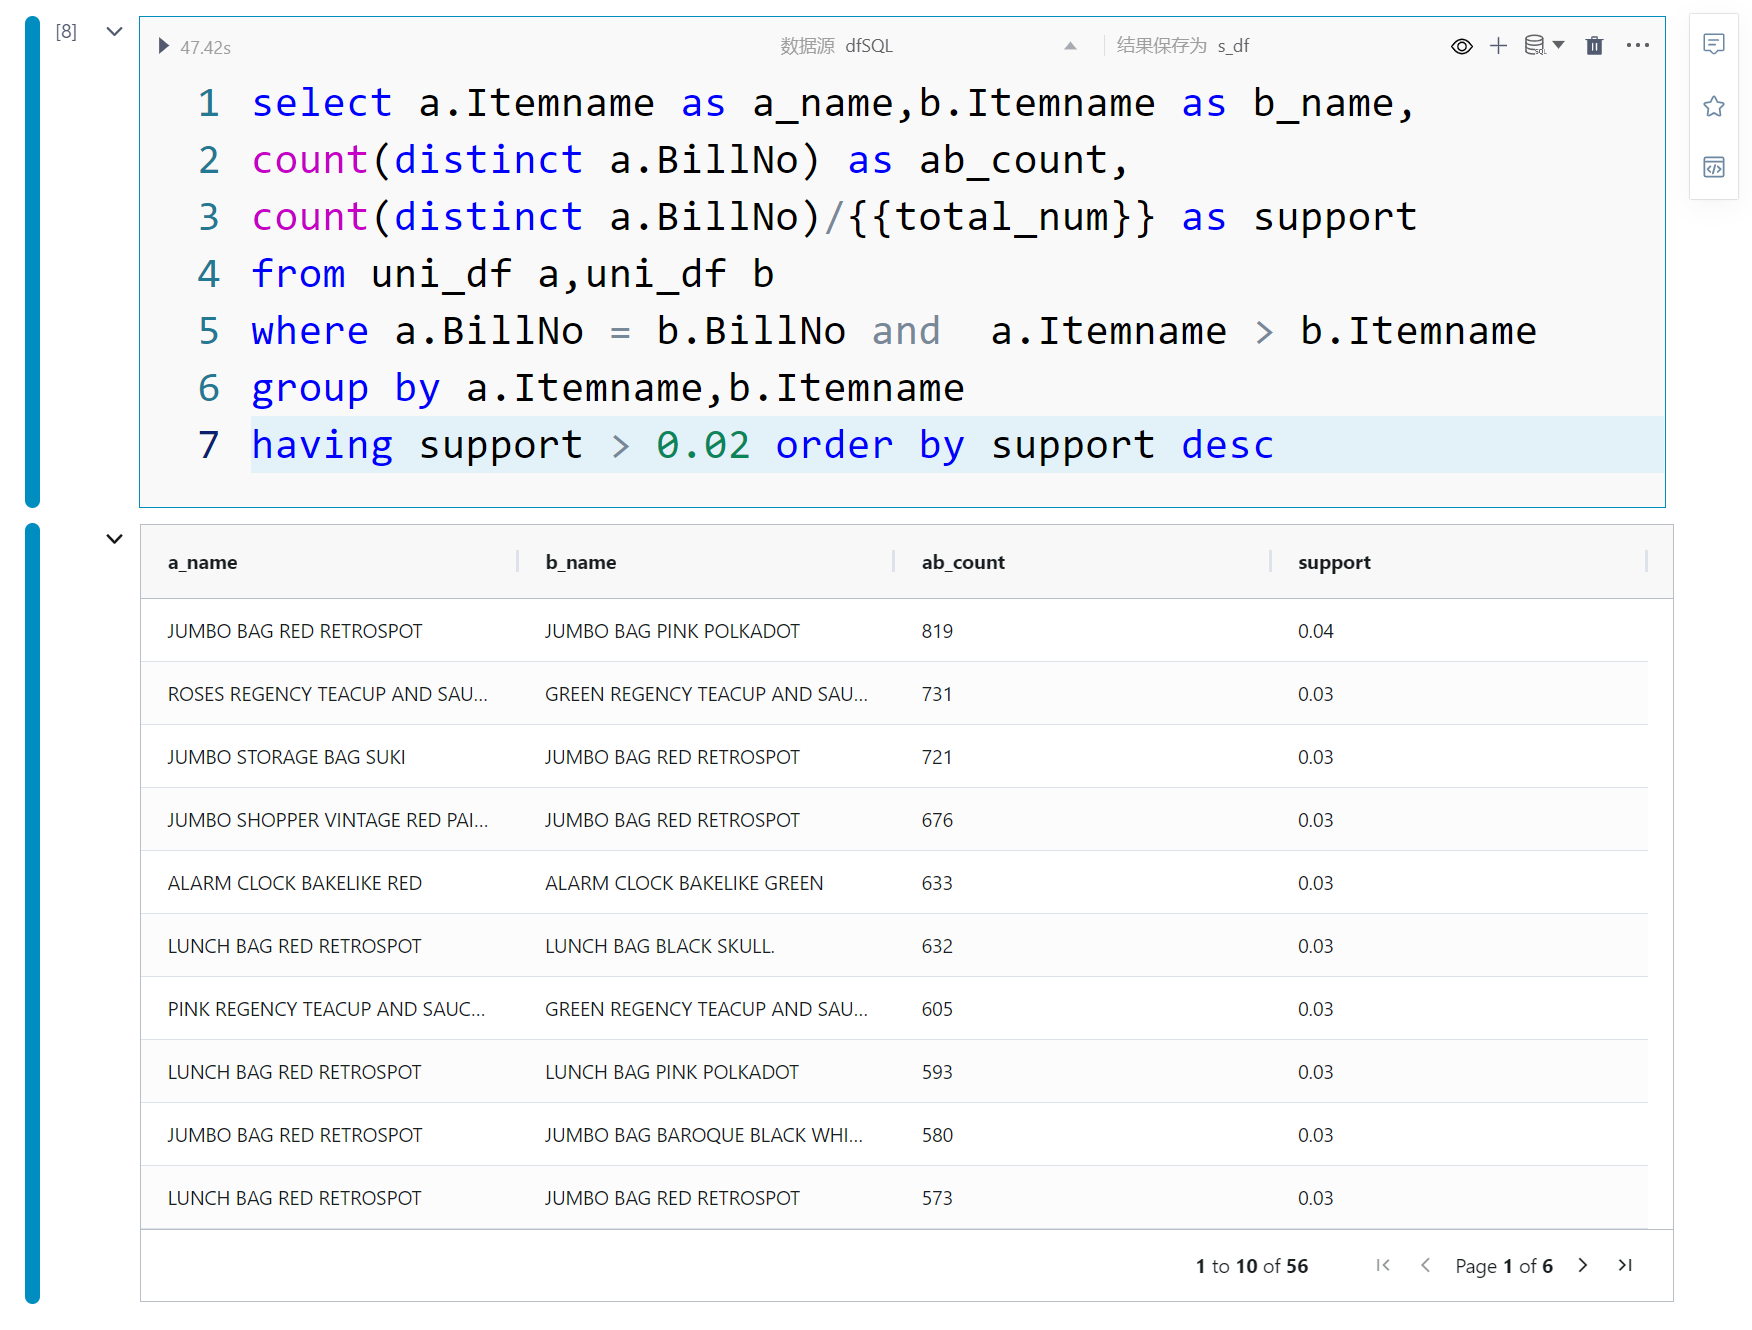 [8]
47.42s 数据源 dfSQL 结果保存为 s_df
1 select a.Itemname as a_name,b.Itemname as b_name,
2 count(distinct a.BillNo) as ab_count,
3 count(distinct a.BillNo)/{{total_num}} as support
4 from uni_df a,uni_df b
5 where a.BillNo = b.BillNo and  a.Itemname > b.Itemname
6 group by a.Itemname,b.Itemname
7 having support > 0.02 order by support desc
a_name b_name ab_count support
JUMBO BAG RED RETROSPOT JUMBO BAG PINK POLKADOT 819 0.04
ROSES REGENCY TEACUP AND SAU... GREEN REGENCY TEACUP AND SAU... 731 0.03
JUMBO STORAGE BAG SUKI JUMBO BAG RED RETROSPOT 721 0.03
JUMBO SHOPPER VINTAGE RED PAI... JUMBO BAG RED RETROSPOT 676 0.03
ALARM CLOCK BAKELIKE RED ALARM CLOCK BAKELIKE GREEN 633 0.03
LUNCH BAG RED RETROSPOT LUNCH BAG BLACK SKULL. 632 0.03
PINK REGENCY TEACUP AND SAUC... GREEN REGENCY TEACUP AND SAU... 605 0.03
LUNCH BAG RED RETROSPOT LUNCH BAG PINK POLKADOT 593 0.03
JUMBO BAG RED RETROSPOT JUMBO BAG BAROQUE BLACK WHI... 580 0.03
LUNCH BAG RED RETROSPOT JUMBO BAG RED RETROSPOT 573 0.03
1 to 10 of 56 Page 1 of 6